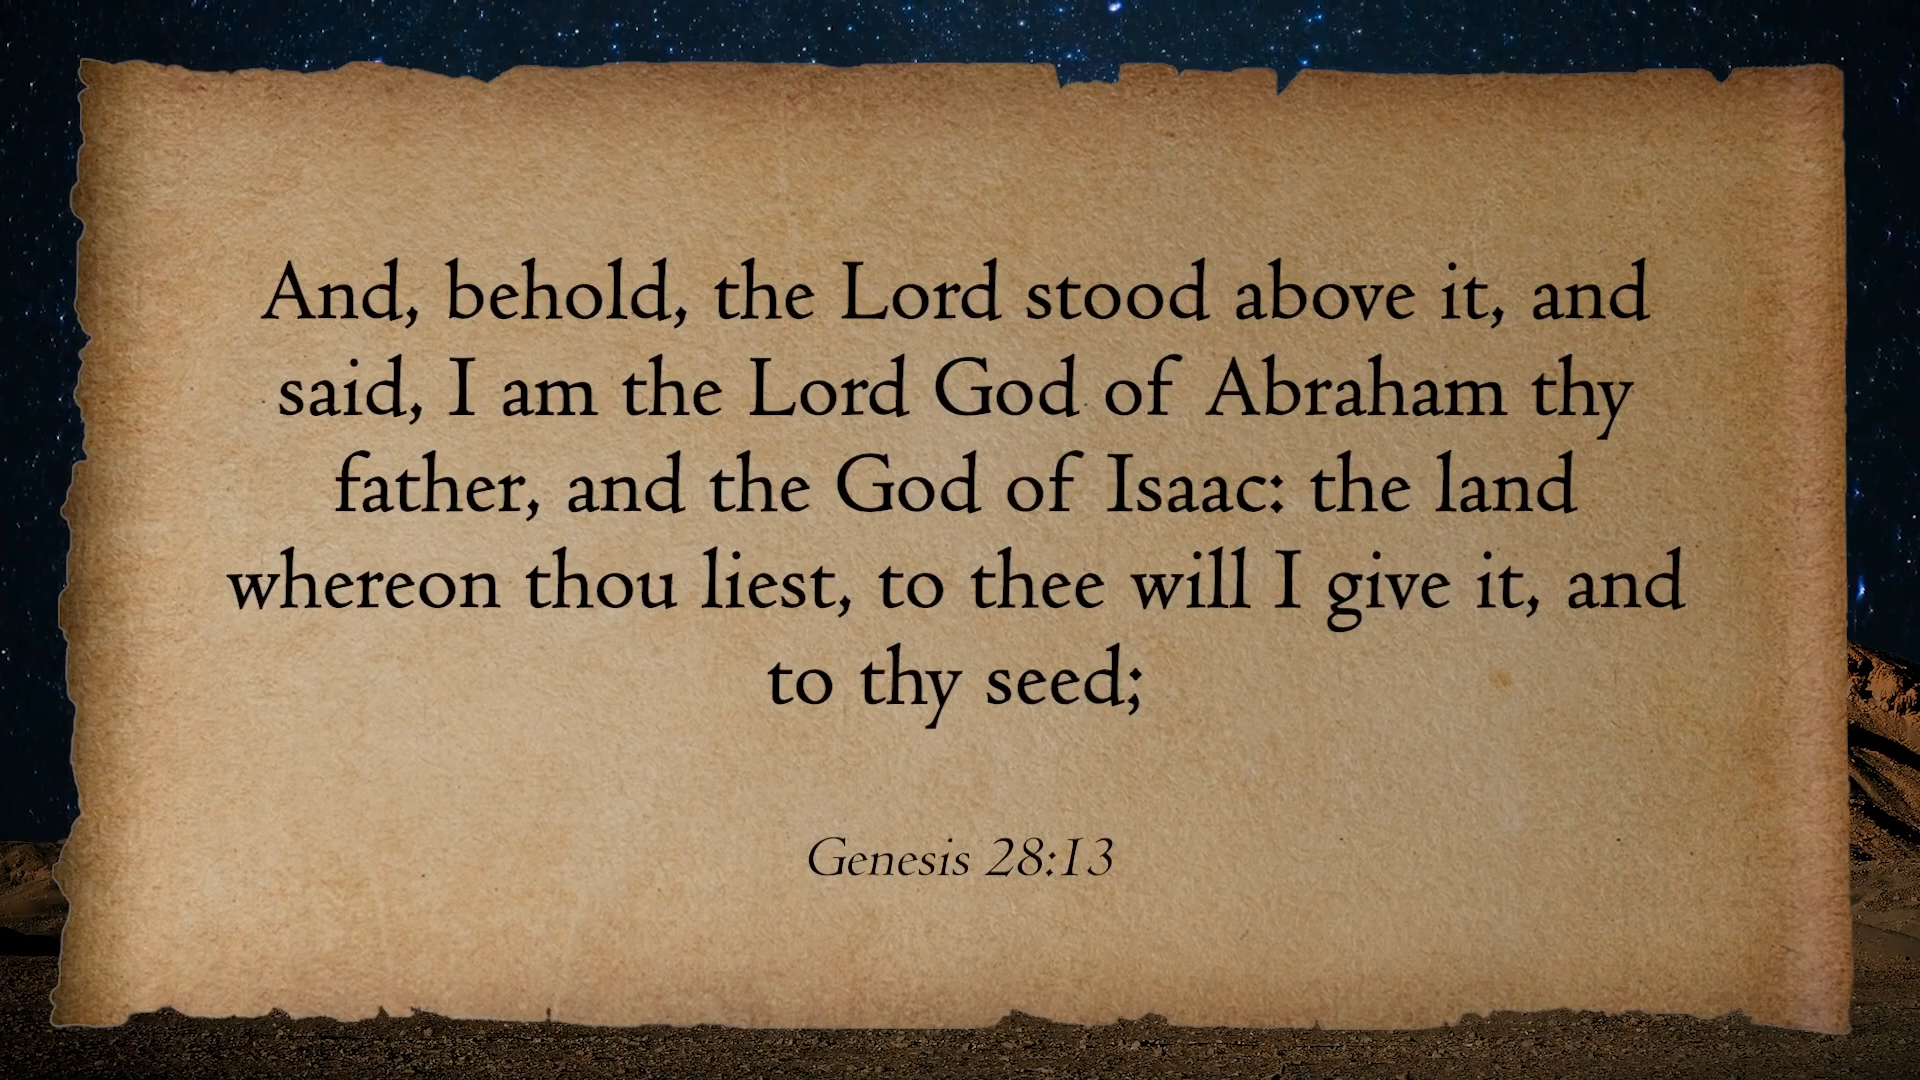 And, behold, the Lord stood above it, and
said, I am the Lord God of Abraham thy
father, and the God of Isaac: the land
whereon thou liest, to thee will I give it, and
to thy seed;
Genesis 28:13